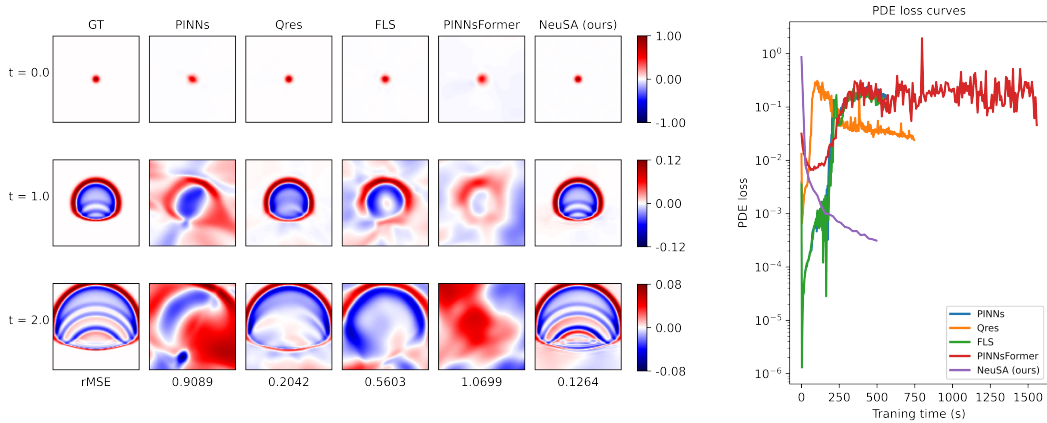 GT PINNs Qres FLS PINNsFormer NeuSA (ours)
t = 0.0
1.00
0.00
-1.00
t = 1.0
0.12
0.00
-0.12
t = 2.0
0.08
0.00
-0.08
rMSE 0.9089 0.2042 0.5603 1.0699 0.1264
PDE loss curves
PDE loss
10⁰
10⁻¹
10⁻²
10⁻³
10⁻⁴
10⁻⁵
10⁻⁶
PINNs
Qres
FLS
PINNsFormer
NeuSA (ours)
0 250 500 750 1000 1250 1500
Traning time (s)